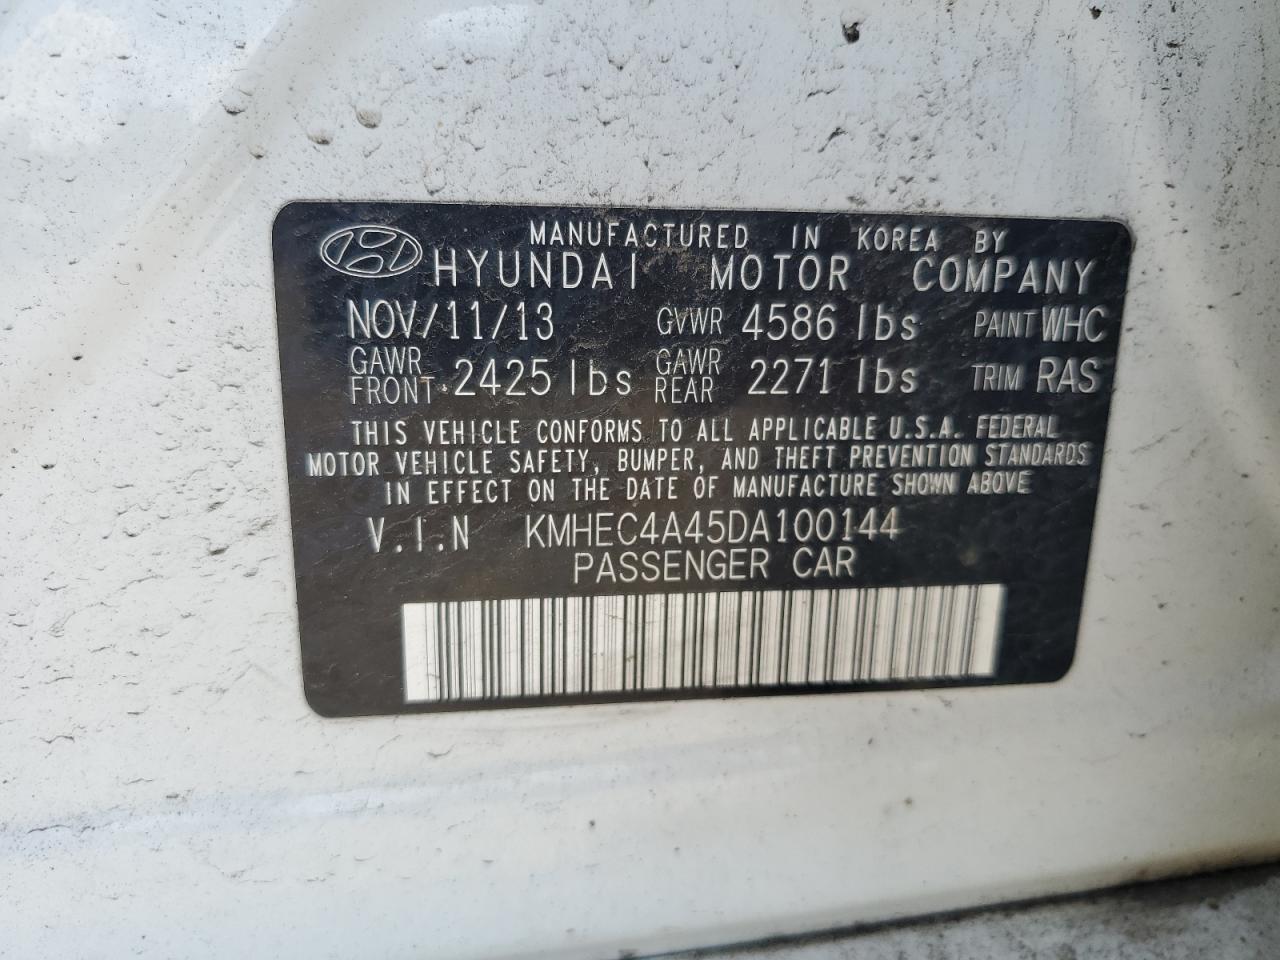 MANUFACTURED IN KOREA BY
HYUNDAI MOTOR COMPANY
NOV/11/13 GVWR 4586 lbs PAINT WHC
GAWR FRONT 2425 lbs GAWR REAR 2271 lbs TRIM RAS
THIS VEHICLE CONFORMS TO ALL APPLICABLE U.S.A. FEDERAL
MOTOR VEHICLE SAFETY, BUMPER, AND THEFT PREVENTION STANDARDS
IN EFFECT ON THE DATE OF MANUFACTURE SHOWN ABOVE
V.I.N KMHEC4A45DA100144
PASSENGER CAR